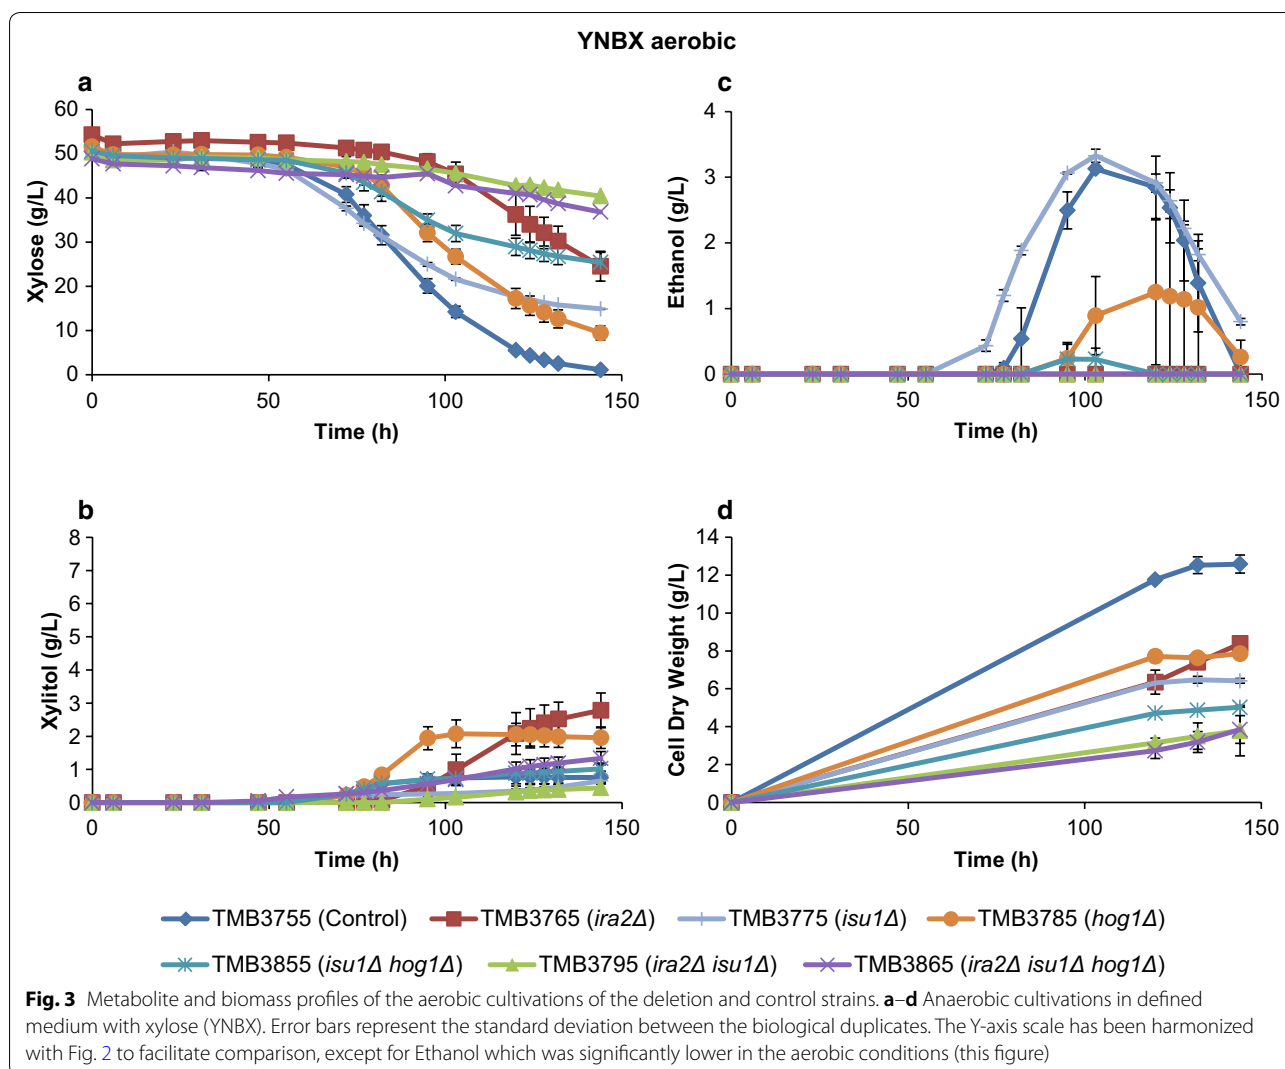 YNBX aerobic
a
60
50
40
30
20
10
0
Xylose (g/L)
0 50 100 150
Time (h)
c
4
3
2
1
0
Ethanol (g/L)
0 50 100 150
Time (h)
b
8
7
6
5
4
3
2
1
0
Xylitol (g/L)
0 50 100 150
Time (h)
d
14
12
10
8
6
4
2
0
Cell Dry Weight (g/L)
0 50 100 150
Time (h)
TMB3755 (Control) TMB3765 (ira2Δ) TMB3775 (isu1Δ) TMB3785 (hog1Δ)
TMB3855 (isu1Δ hog1Δ) TMB3795 (ira2Δ isu1Δ) TMB3865 (ira2Δ isu1Δ hog1Δ)
Fig. 3 Metabolite and biomass profiles of the aerobic cultivations of the deletion and control strains. a–d Anaerobic cultivations in defined
medium with xylose (YNBX). Error bars represent the standard deviation between the biological duplicates. The Y-axis scale has been harmonized
with Fig. 2 to facilitate comparison, except for Ethanol which was significantly lower in the aerobic conditions (this figure)